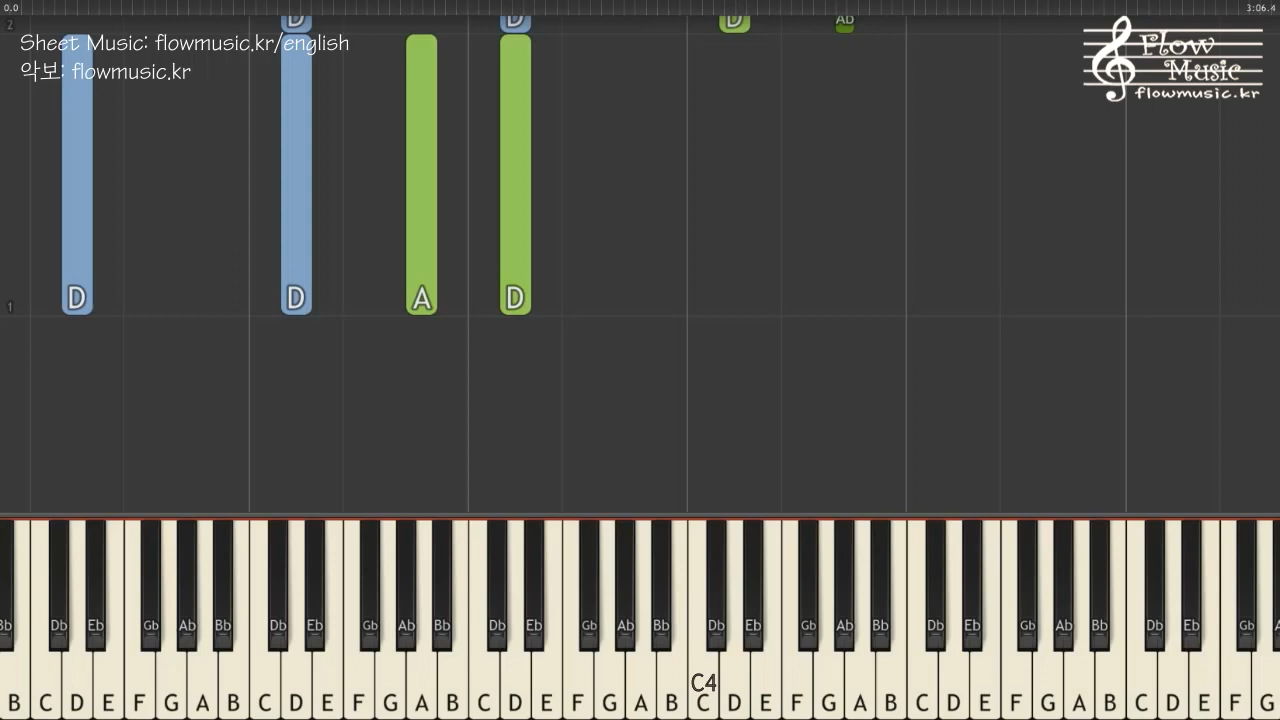 0.0
3:06.4
2
D D D Ab
Sheet Music: flowmusic.kr/english
악보: flowmusic.kr
Flow
Music
flowmusic.kr
D D A D
1
Bb Db Eb Gb Ab Bb Db Eb Gb Ab Bb Db Eb Gb Ab Bb Db Eb Gb Ab Bb Db Eb Gb Ab Bb Db Eb Gb A
C4
B C D E F G A B C D E F G A B C D E F G A B C D E F G A B C D E F G A B C D E F G